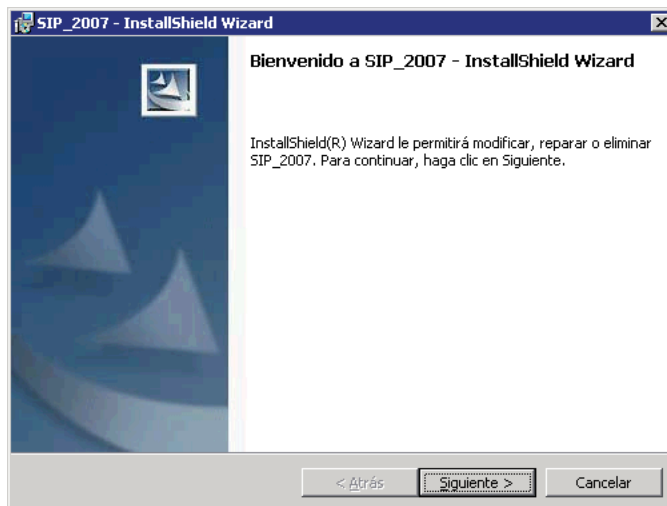 SIP_2007 - InstallShield Wizard
Bienvenido a SIP_2007 - InstallShield Wizard
InstallShield(R) Wizard le permitirá modificar, reparar o eliminar
SIP_2007. Para continuar, haga clic en Siguiente.
< Atrás Siguiente > Cancelar